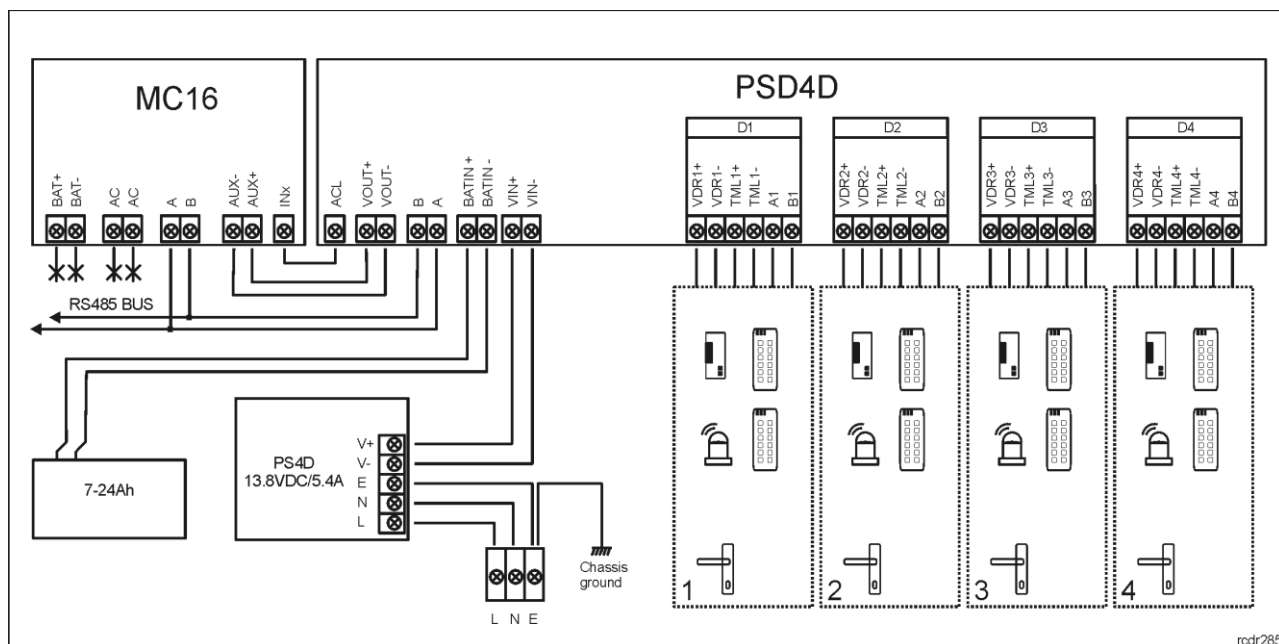 MC16
PSD4D
D1
D2
D3
D4
BAT+
BAT-
AC
AC
A
B
AUX-
AUX+
INx
ACL
VOUT+
VOUT-
B
A
BATIN +
BATIN -
VIN+
VIN-
VDR1+
VDR1-
TML1+
TML1-
A1
B1
VDR2+
VDR2-
TML2+
TML2-
A2
B2
VDR3+
VDR3-
TML3+
TML3-
A3
B3
VDR4+
VDR4-
TML4+
TML4-
A4
B4
RS485 BUS
7-24Ah
PS4D
13.8VDC/5.4A
V+
V-
E
N
L
Chassis
ground
L N E
1
2
3
4
rcdr285